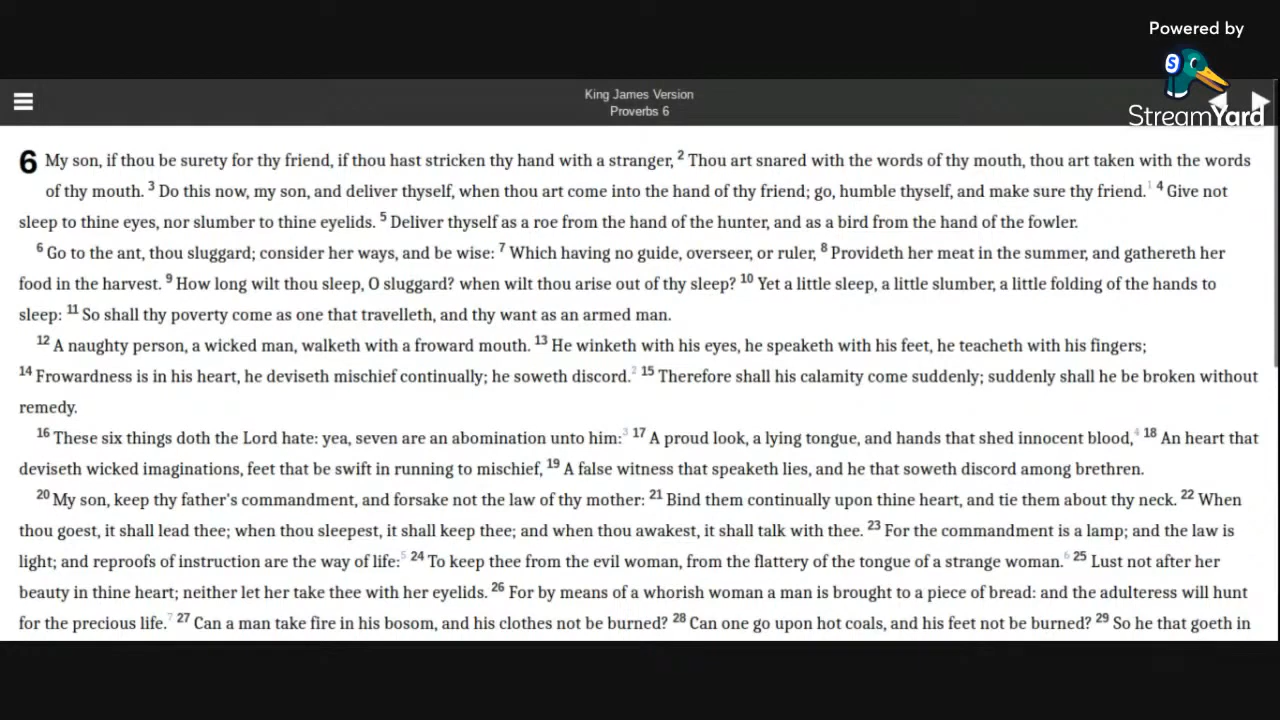 Powered by
StreamYard
King James Version
Proverbs 6
6 My son, if thou be surety for thy friend, if thou hast stricken thy hand with a stranger, 2 Thou art snared with the words of thy mouth, thou art taken with the words
of thy mouth. 3 Do this now, my son, and deliver thyself, when thou art come into the hand of thy friend; go, humble thyself, and make sure thy friend.1 4 Give not
sleep to thine eyes, nor slumber to thine eyelids. 5 Deliver thyself as a roe from the hand of the hunter, and as a bird from the hand of the fowler.
6 Go to the ant, thou sluggard; consider her ways, and be wise: 7 Which having no guide, overseer, or ruler, 8 Provideth her meat in the summer, and gathereth her
food in the harvest. 9 How long wilt thou sleep, O sluggard? when wilt thou arise out of thy sleep? 10 Yet a little sleep, a little slumber, a little folding of the hands to
sleep: 11 So shall thy poverty come as one that travelleth, and thy want as an armed man.
12 A naughty person, a wicked man, walketh with a froward mouth. 13 He winketh with his eyes, he speaketh with his feet, he teacheth with his fingers;
14 Frowardness is in his heart, he deviseth mischief continually; he soweth discord.2 15 Therefore shall his calamity come suddenly; suddenly shall he be broken without
remedy.
16 These six things doth the Lord hate: yea, seven are an abomination unto him:3 17 A proud look, a lying tongue, and hands that shed innocent blood,4 18 An heart that
deviseth wicked imaginations, feet that be swift in running to mischief, 19 A false witness that speaketh lies, and he that soweth discord among brethren.
20 My son, keep thy father's commandment, and forsake not the law of thy mother: 21 Bind them continually upon thine heart, and tie them about thy neck. 22 When
thou goest, it shall lead thee; when thou sleepest, it shall keep thee; and when thou awakest, it shall talk with thee. 23 For the commandment is a lamp; and the law is
light; and reproofs of instruction are the way of life:5 24 To keep thee from the evil woman, from the flattery of the tongue of a strange woman.6 25 Lust not after her
beauty in thine heart; neither let her take thee with her eyelids. 26 For by means of a whorish woman a man is brought to a piece of bread: and the adulteress will hunt
for the precious life.7 27 Can a man take fire in his bosom, and his clothes not be burned? 28 Can one go upon hot coals, and his feet not be burned? 29 So he that goeth in